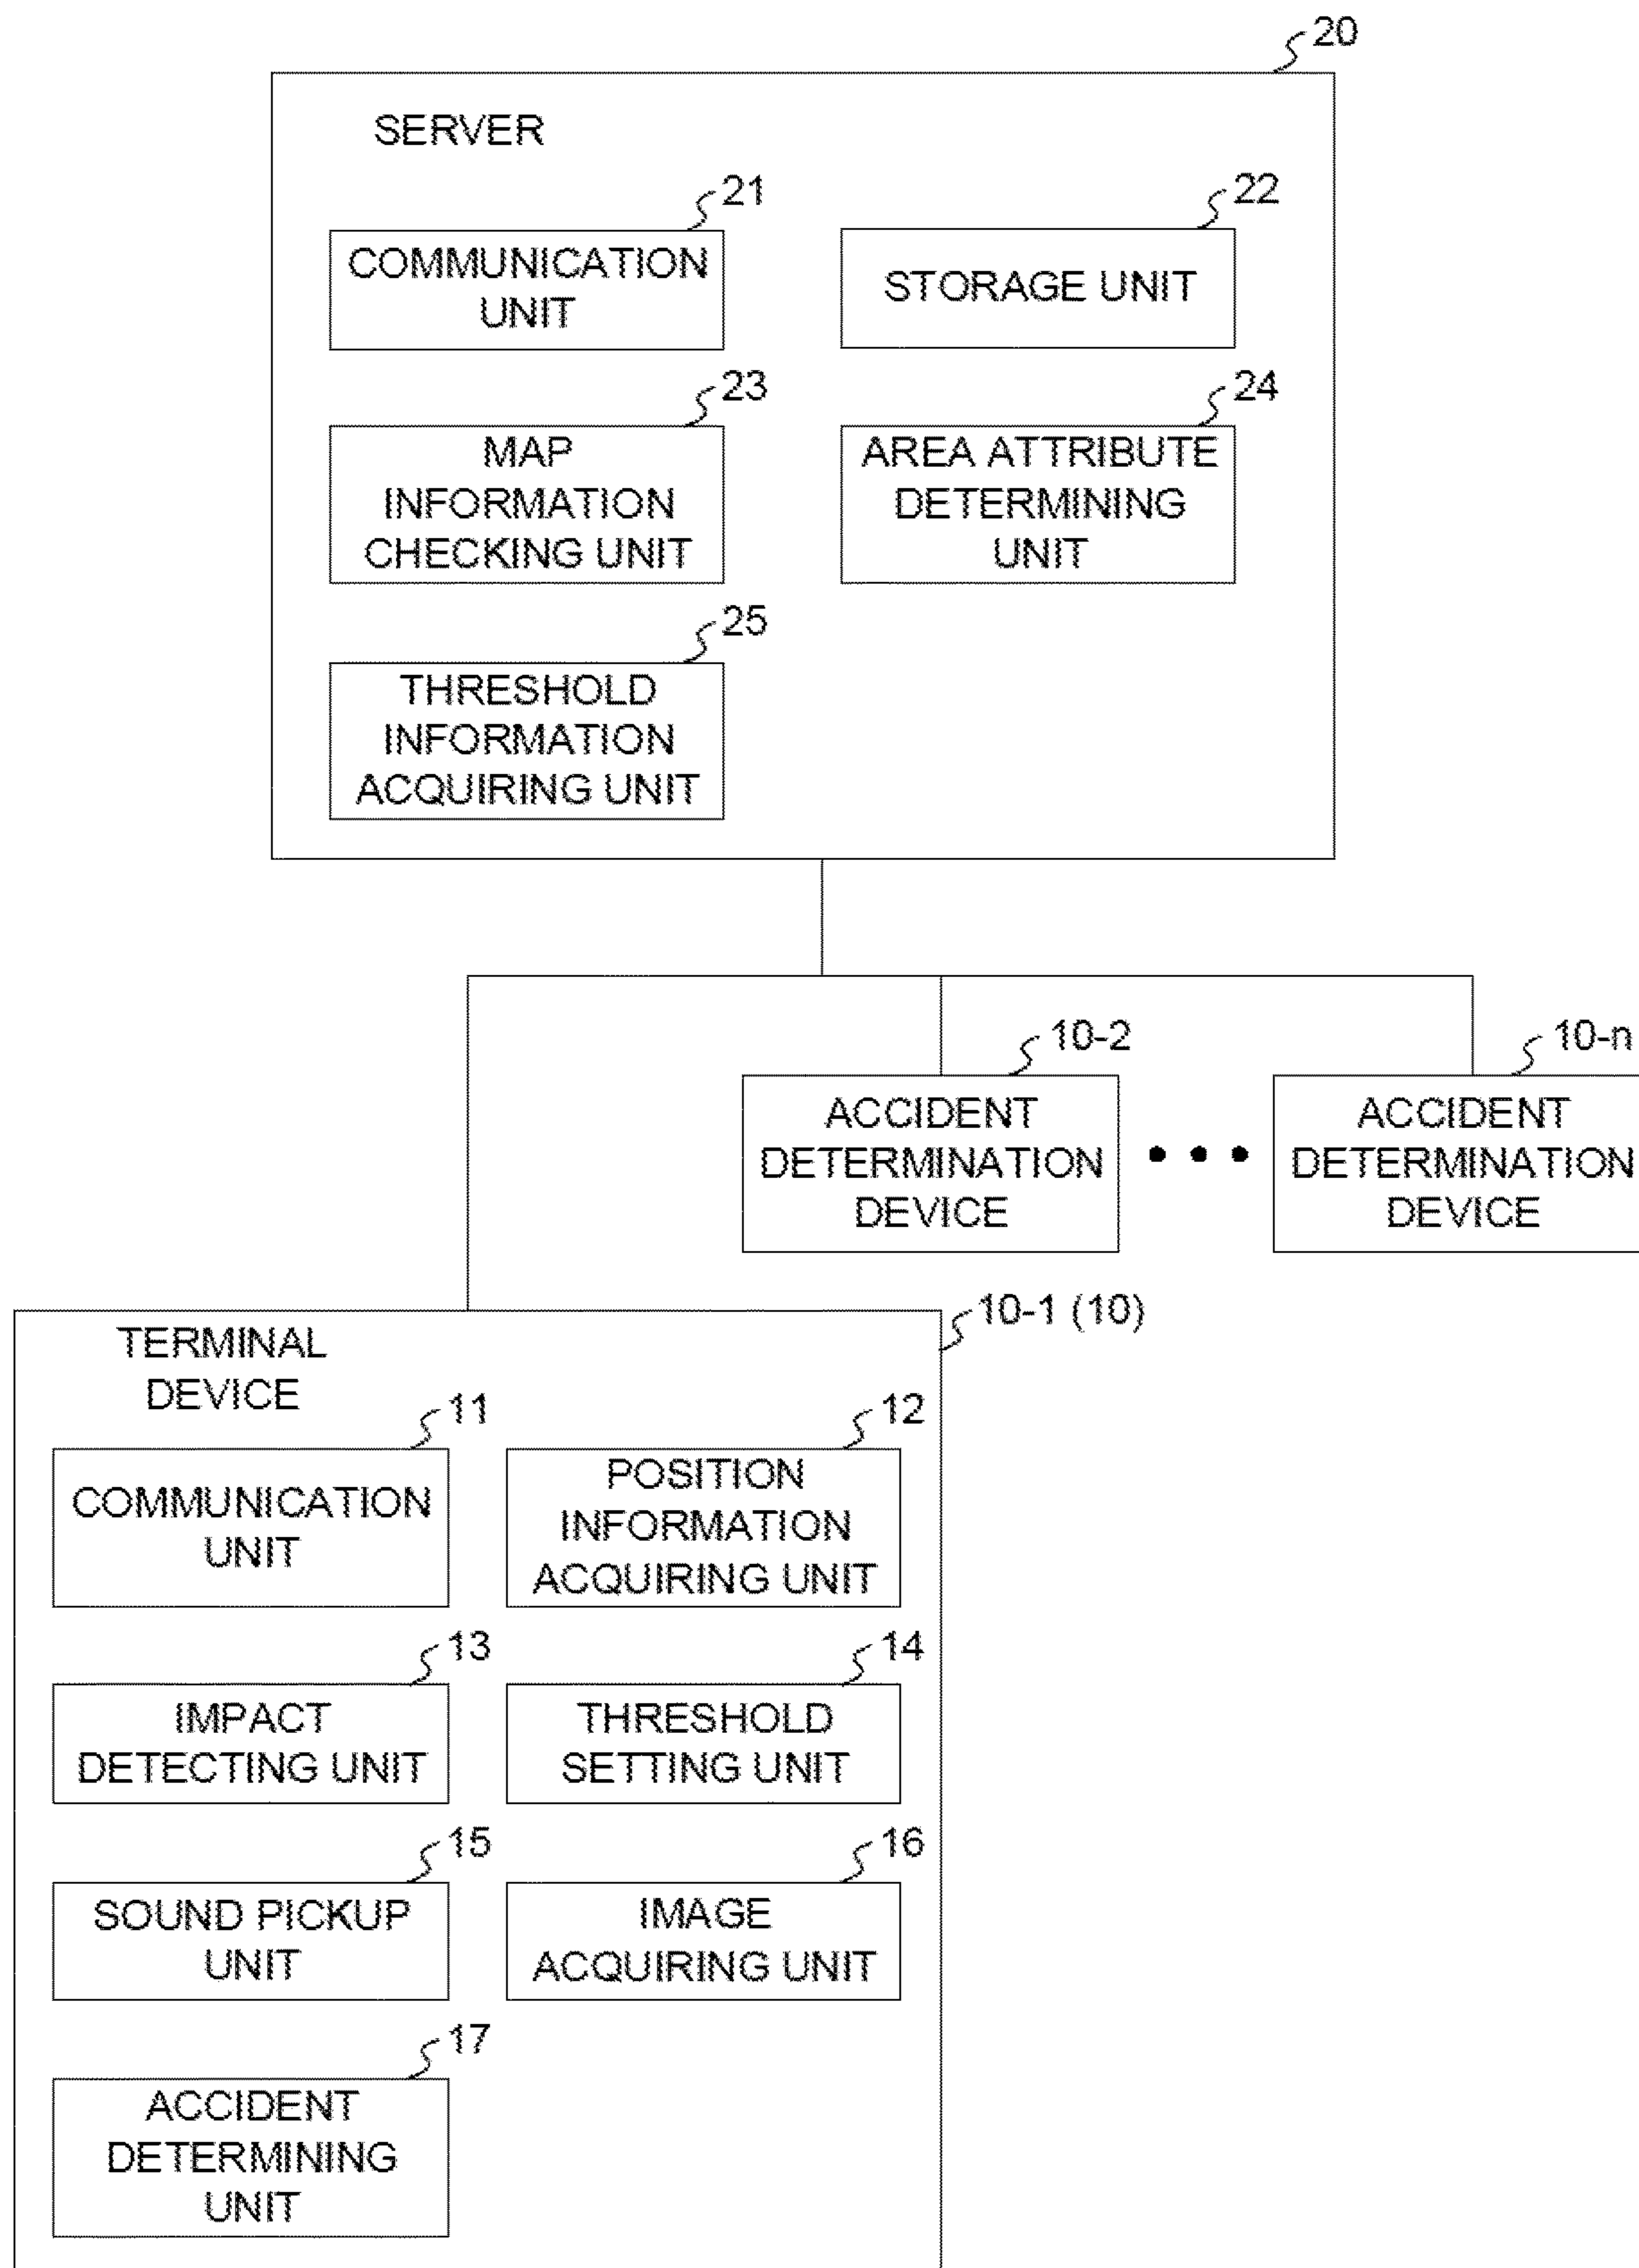 20
SERVER
21
COMMUNICATION
UNIT
22
STORAGE UNIT
23
MAP
INFORMATION
CHECKING UNIT
24
AREA ATTRIBUTE
DETERMINING
UNIT
25
THRESHOLD
INFORMATION
ACQUIRING UNIT
10-2
ACCIDENT
DETERMINATION
DEVICE
10-n
ACCIDENT
DETERMINATION
DEVICE
10-1 (10)
TERMINAL
DEVICE
11
COMMUNICATION
UNIT
12
POSITION
INFORMATION
ACQUIRING UNIT
13
IMPACT
DETECTING UNIT
14
THRESHOLD
SETTING UNIT
15
SOUND PICKUP
UNIT
16
IMAGE
ACQUIRING UNIT
17
ACCIDENT
DETERMINING
UNIT